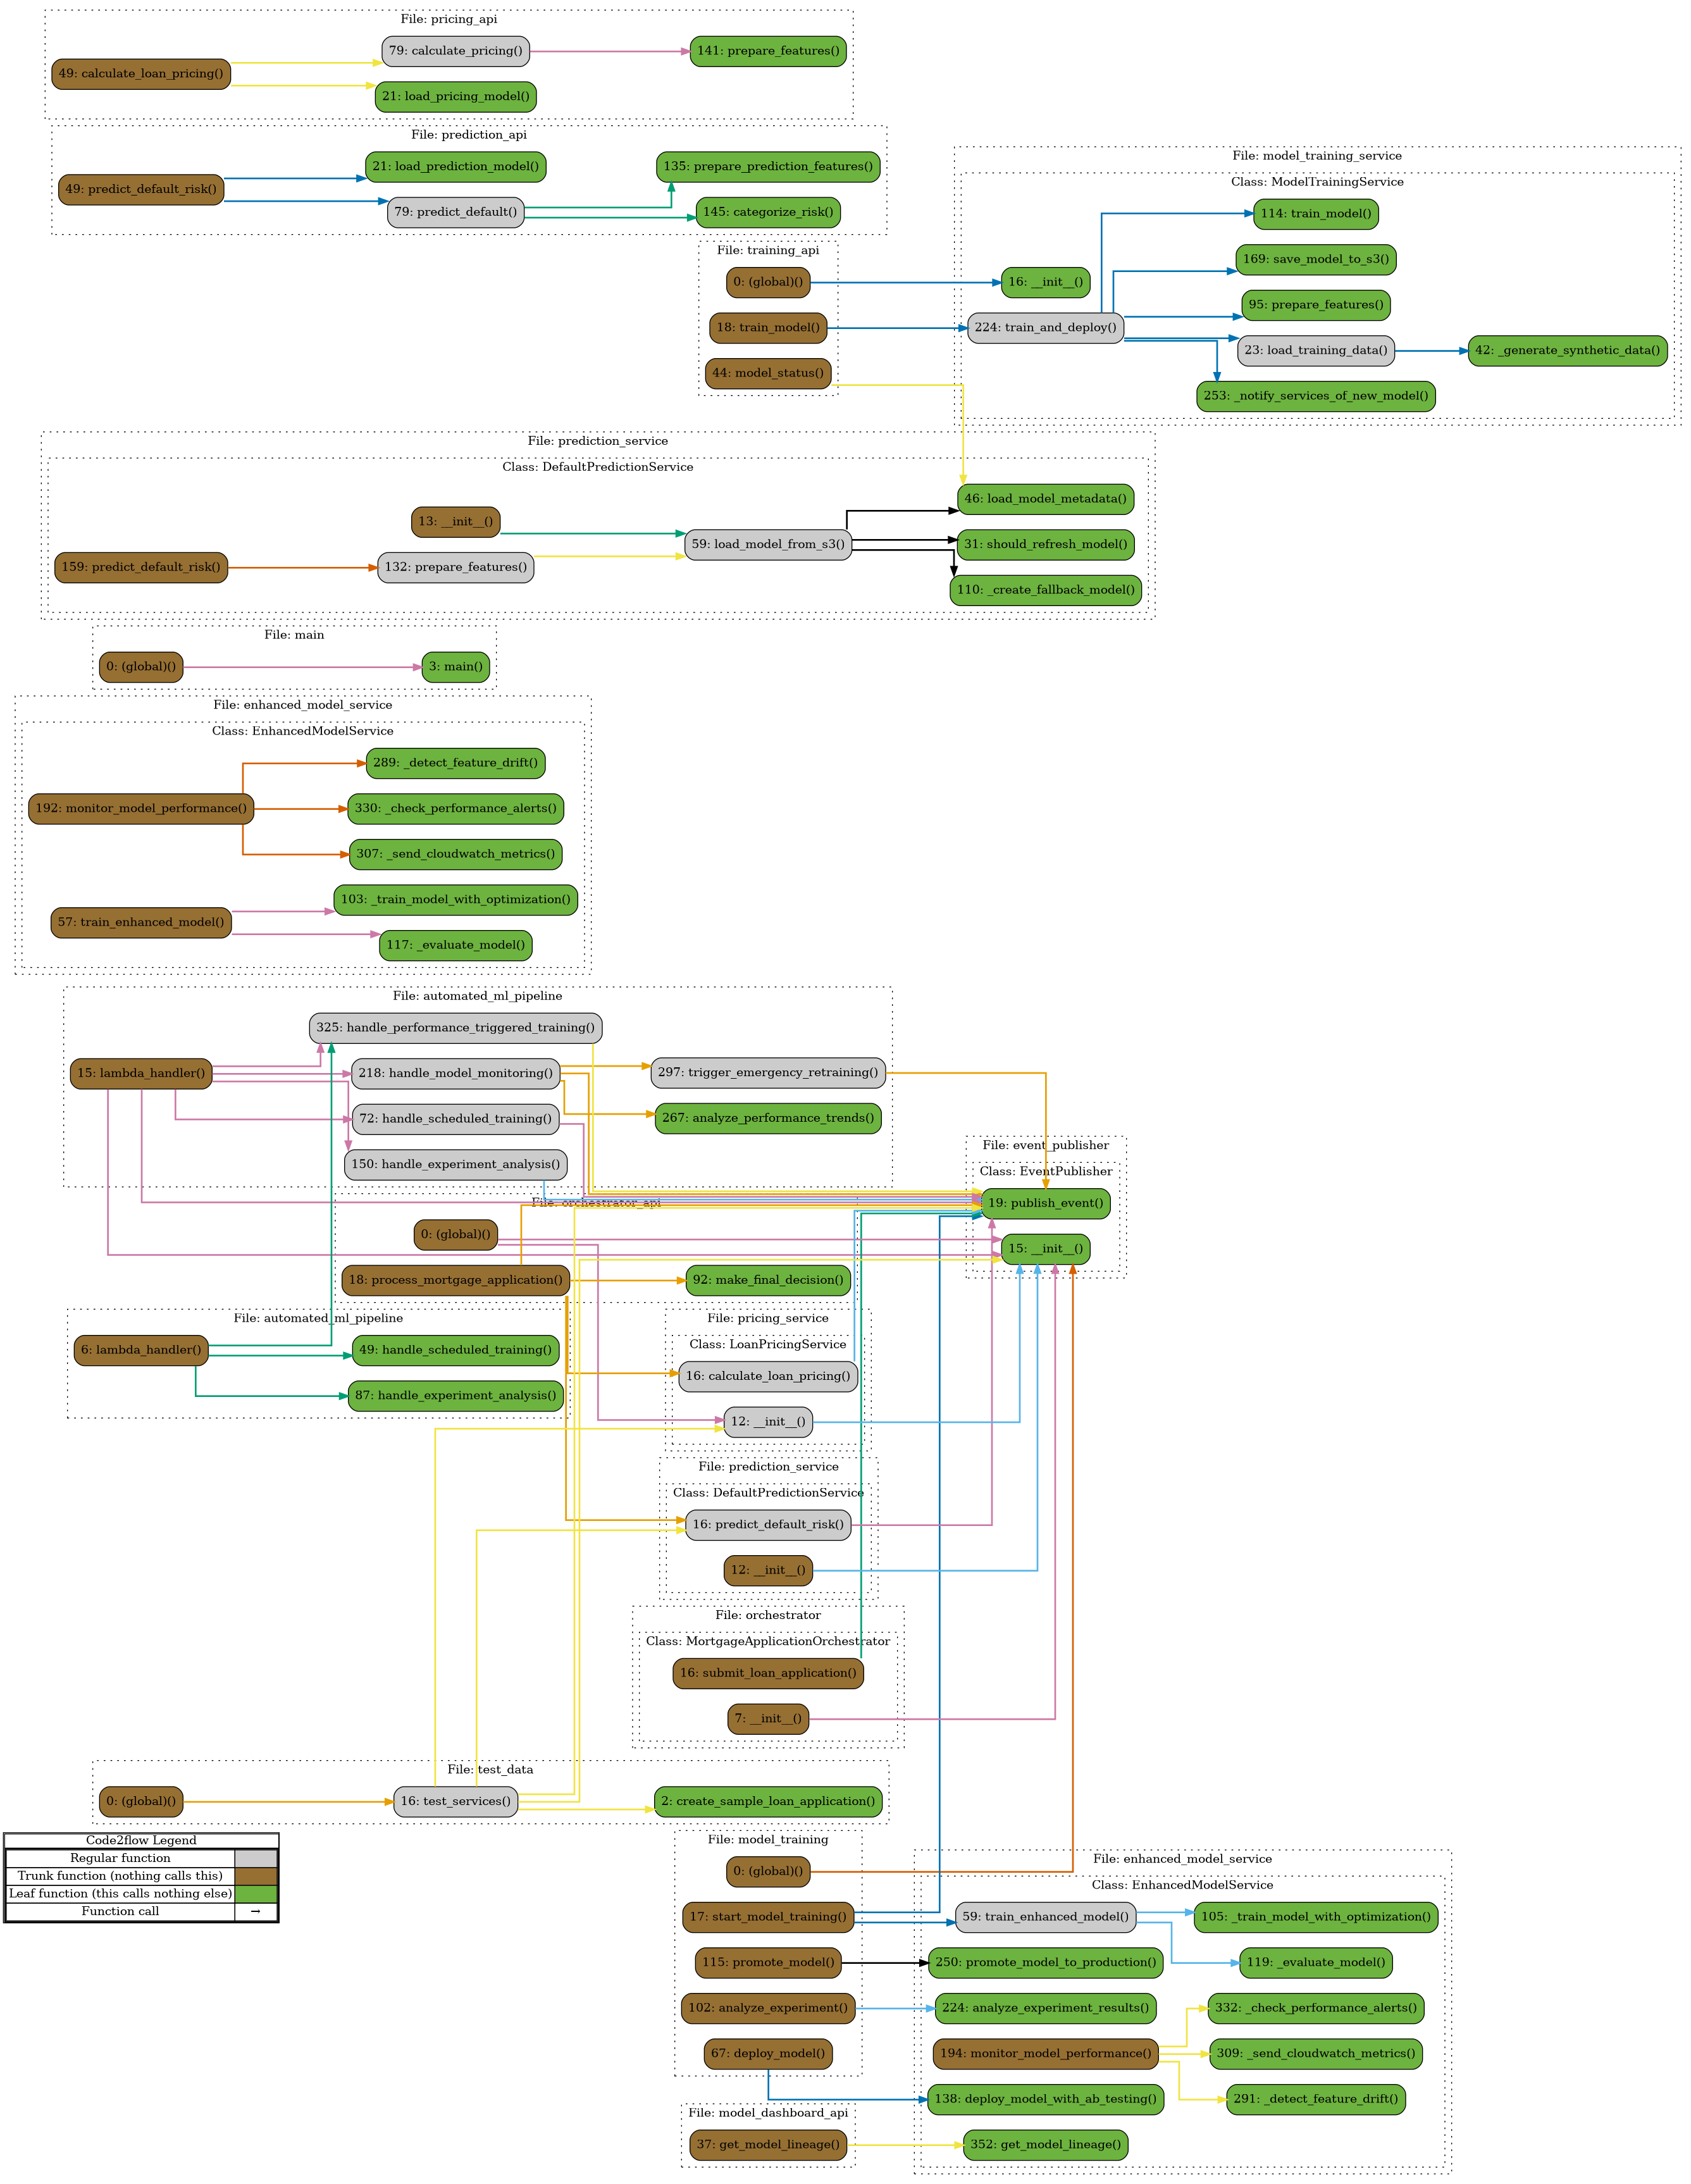 File: pricing_api
49: calculate_loan_pricing()
79: calculate_pricing()
141: prepare_features()
21: load_pricing_model()
File: prediction_api
49: predict_default_risk()
21: load_prediction_model()
135: prepare_prediction_features()
79: predict_default()
145: categorize_risk()
File: training_api
0: (global)()
18: train_model()
44: model_status()
File: model_training_service
Class: ModelTrainingService
114: train_model()
169: save_model_to_s3()
16: __init__()
95: prepare_features()
224: train_and_deploy()
23: load_training_data()
42: _generate_synthetic_data()
253: _notify_services_of_new_model()
File: prediction_service
Class: DefaultPredictionService
46: load_model_metadata()
13: __init__()
59: load_model_from_s3()
31: should_refresh_model()
159: predict_default_risk()
132: prepare_features()
110: _create_fallback_model()
File: main
0: (global)()
3: main()
File: enhanced_model_service
Class: EnhancedModelService
289: _detect_feature_drift()
192: monitor_model_performance()
330: _check_performance_alerts()
307: _send_cloudwatch_metrics()
103: _train_model_with_optimization()
57: train_enhanced_model()
117: _evaluate_model()
File: automated_ml_pipeline
325: handle_performance_triggered_training()
15: lambda_handler()
218: handle_model_monitoring()
297: trigger_emergency_retraining()
72: handle_scheduled_training()
267: analyze_performance_trends()
150: handle_experiment_analysis()
File: event_publisher
Class: EventPublisher
19: publish_event()
15: __init__()
File: orchestrator_api
0: (global)()
18: process_mortgage_application()
92: make_final_decision()
File: automated_ml_pipeline
6: lambda_handler()
49: handle_scheduled_training()
87: handle_experiment_analysis()
File: pricing_service
Class: LoanPricingService
16: calculate_loan_pricing()
12: __init__()
File: prediction_service
Class: DefaultPredictionService
16: predict_default_risk()
12: __init__()
File: orchestrator
Class: MortgageApplicationOrchestrator
16: submit_loan_application()
7: __init__()
File: test_data
0: (global)()
16: test_services()
2: create_sample_loan_application()
Code2flow Legend
Regular function
Trunk function (nothing calls this)
Leaf function (this calls nothing else)
Function call
→
File: model_training
0: (global)()
17: start_model_training()
115: promote_model()
102: analyze_experiment()
67: deploy_model()
File: model_dashboard_api
37: get_model_lineage()
File: enhanced_model_service
Class: EnhancedModelService
59: train_enhanced_model()
105: _train_model_with_optimization()
250: promote_model_to_production()
119: _evaluate_model()
224: analyze_experiment_results()
332: _check_performance_alerts()
194: monitor_model_performance()
309: _send_cloudwatch_metrics()
138: deploy_model_with_ab_testing()
291: _detect_feature_drift()
352: get_model_lineage()